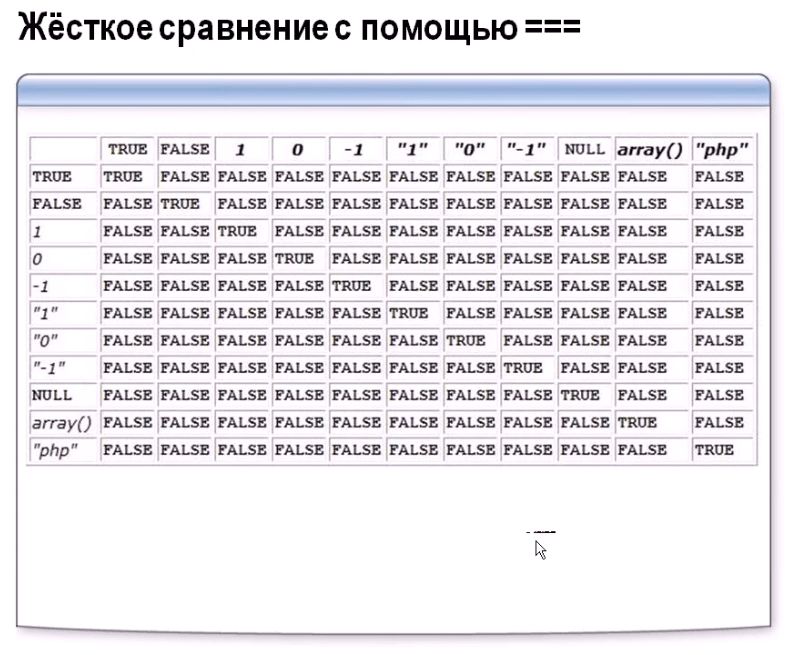 Жёсткое сравнение с помощью ===
TRUE FALSE 1 0 -1 "1" "0" "-1" NULL array() "php"
TRUE TRUE FALSE FALSE FALSE FALSE FALSE FALSE FALSE FALSE FALSE FALSE
FALSE FALSE TRUE FALSE FALSE FALSE FALSE FALSE FALSE FALSE FALSE FALSE
1 FALSE FALSE TRUE FALSE FALSE FALSE FALSE FALSE FALSE FALSE FALSE
0 FALSE FALSE FALSE TRUE FALSE FALSE FALSE FALSE FALSE FALSE FALSE
-1 FALSE FALSE FALSE FALSE TRUE FALSE FALSE FALSE FALSE FALSE FALSE
"1" FALSE FALSE FALSE FALSE FALSE TRUE FALSE FALSE FALSE FALSE FALSE
"0" FALSE FALSE FALSE FALSE FALSE FALSE TRUE FALSE FALSE FALSE FALSE
"-1" FALSE FALSE FALSE FALSE FALSE FALSE FALSE TRUE FALSE FALSE FALSE
NULL FALSE FALSE FALSE FALSE FALSE FALSE FALSE FALSE TRUE FALSE FALSE
array() FALSE FALSE FALSE FALSE FALSE FALSE FALSE FALSE FALSE TRUE FALSE
"php" FALSE FALSE FALSE FALSE FALSE FALSE FALSE FALSE FALSE FALSE TRUE